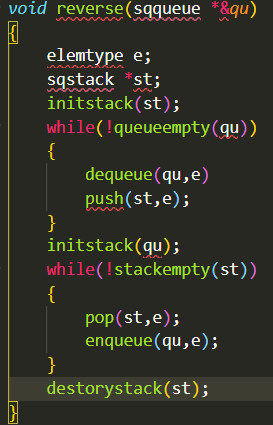 void reverse(sqqueue *&qu)
{
elemtype e;
sqstack *st;
initstack(st);
while(!queueempty(qu))
{
dequeue(qu,e)
push(st,e);
}
initstack(qu);
while(!stackempty(st))
{
pop(st,e);
enqueue(qu,e);
}
destorystack(st);
}